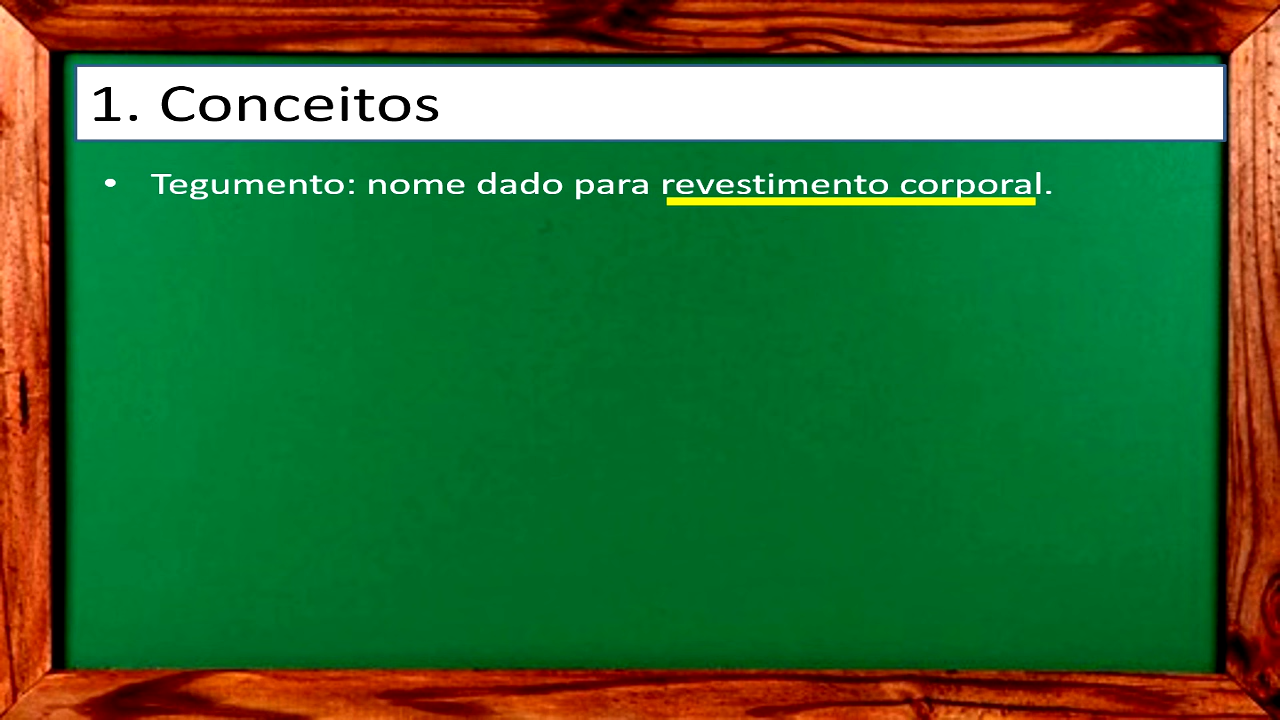 1. Conceitos
• Tegumento: nome dado para revestimento corporal.